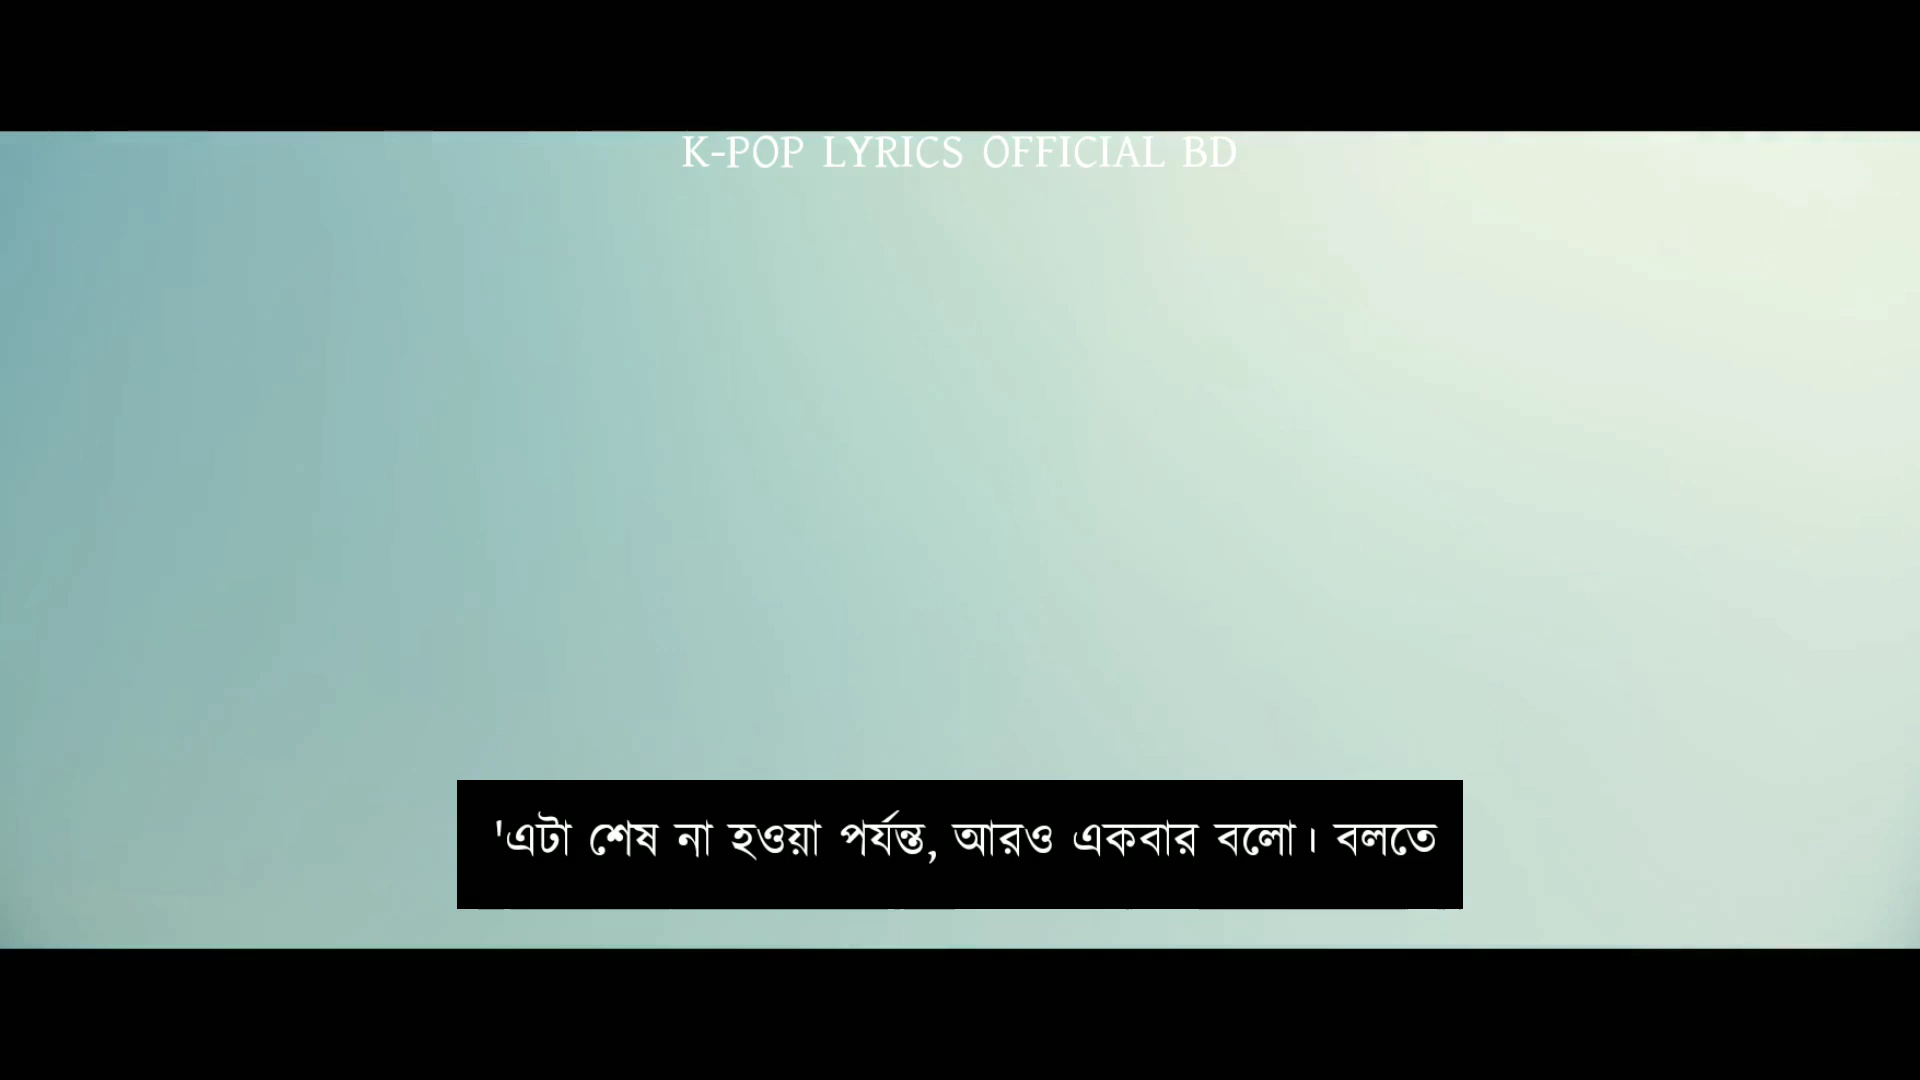 K-POP LYRICS OFFICIAL BD
'এটা শেষ না হওয়া পর্যন্ত, আরও একবার বলো। বলতে